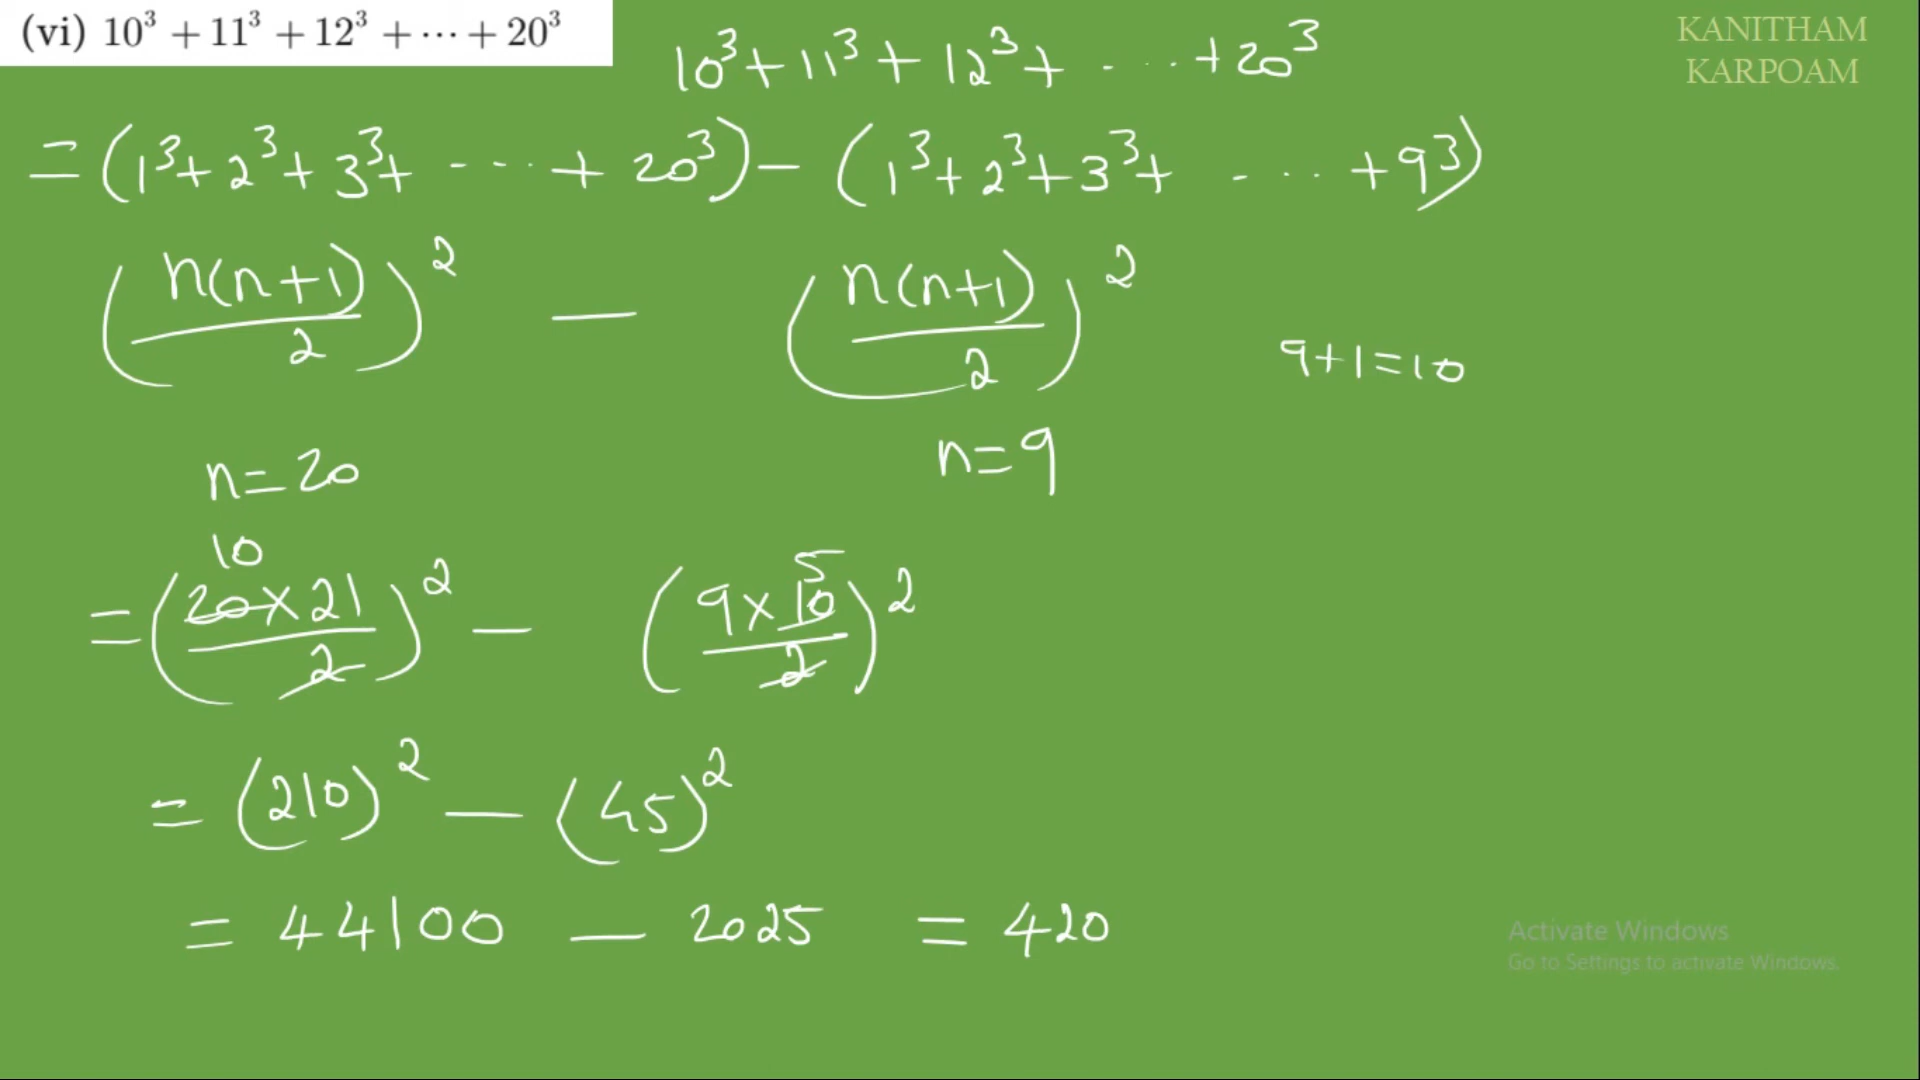 (vi) 10³ + 11³ + 12³ + ⋯ + 20³
KANITHAM
KARPOAM
10³ + 11³ + 12³ + ..... + 20³
= (1³ + 2³ + 3³ + ..... + 20³) - (1³ + 2³ + 3³ + ..... + 9³)
(n(n+1)/2)² - (n(n+1)/2)²
9+1=10
n=20 n=9
10 5
= (20×21/2)² - (9×10/2)²
= (210)² - (45)²
= 44100 - 2025 = 420
Activate Windows
Go to Settings to activate Windows.